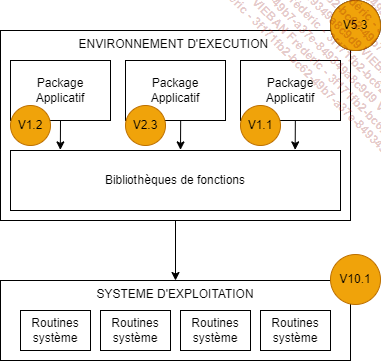 V5.3
ENVIRONNEMENT D'EXECUTION
Package
Applicatif
Package
Applicatif
Package
Applicatif
V1.2
V2.3
V1.1
Bibliothèques de fonctions
V10.1
SYSTEME D'EXPLOITATION
Routines
système
Routines
système
Routines
système
Routines
système